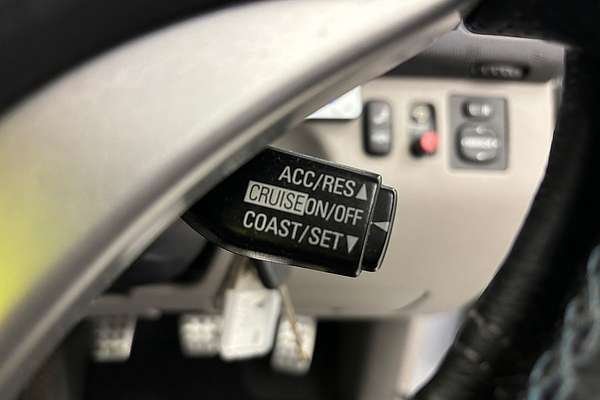 ACC/RES▲
CRUISE ON/OFF ◀
COAST/SET▼